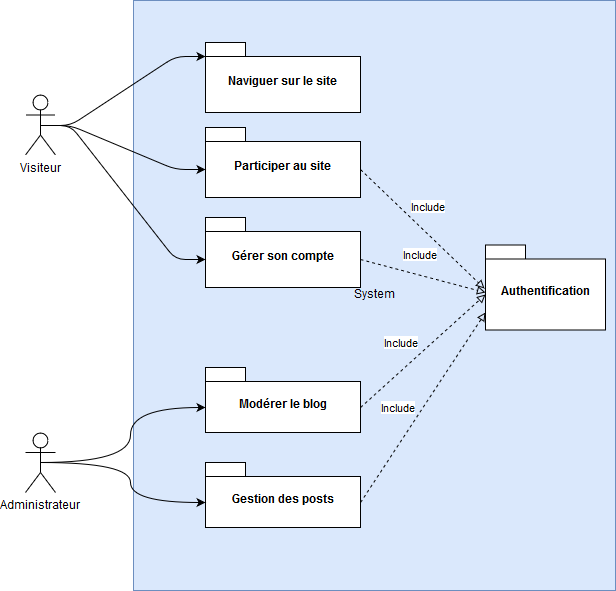 Naviguer sur le site
Visiteur
Participer au site
Include
Gérer son compte
Include
System
Authentification
Include
Modérer le blog
Include
Administrateur
Gestion des posts